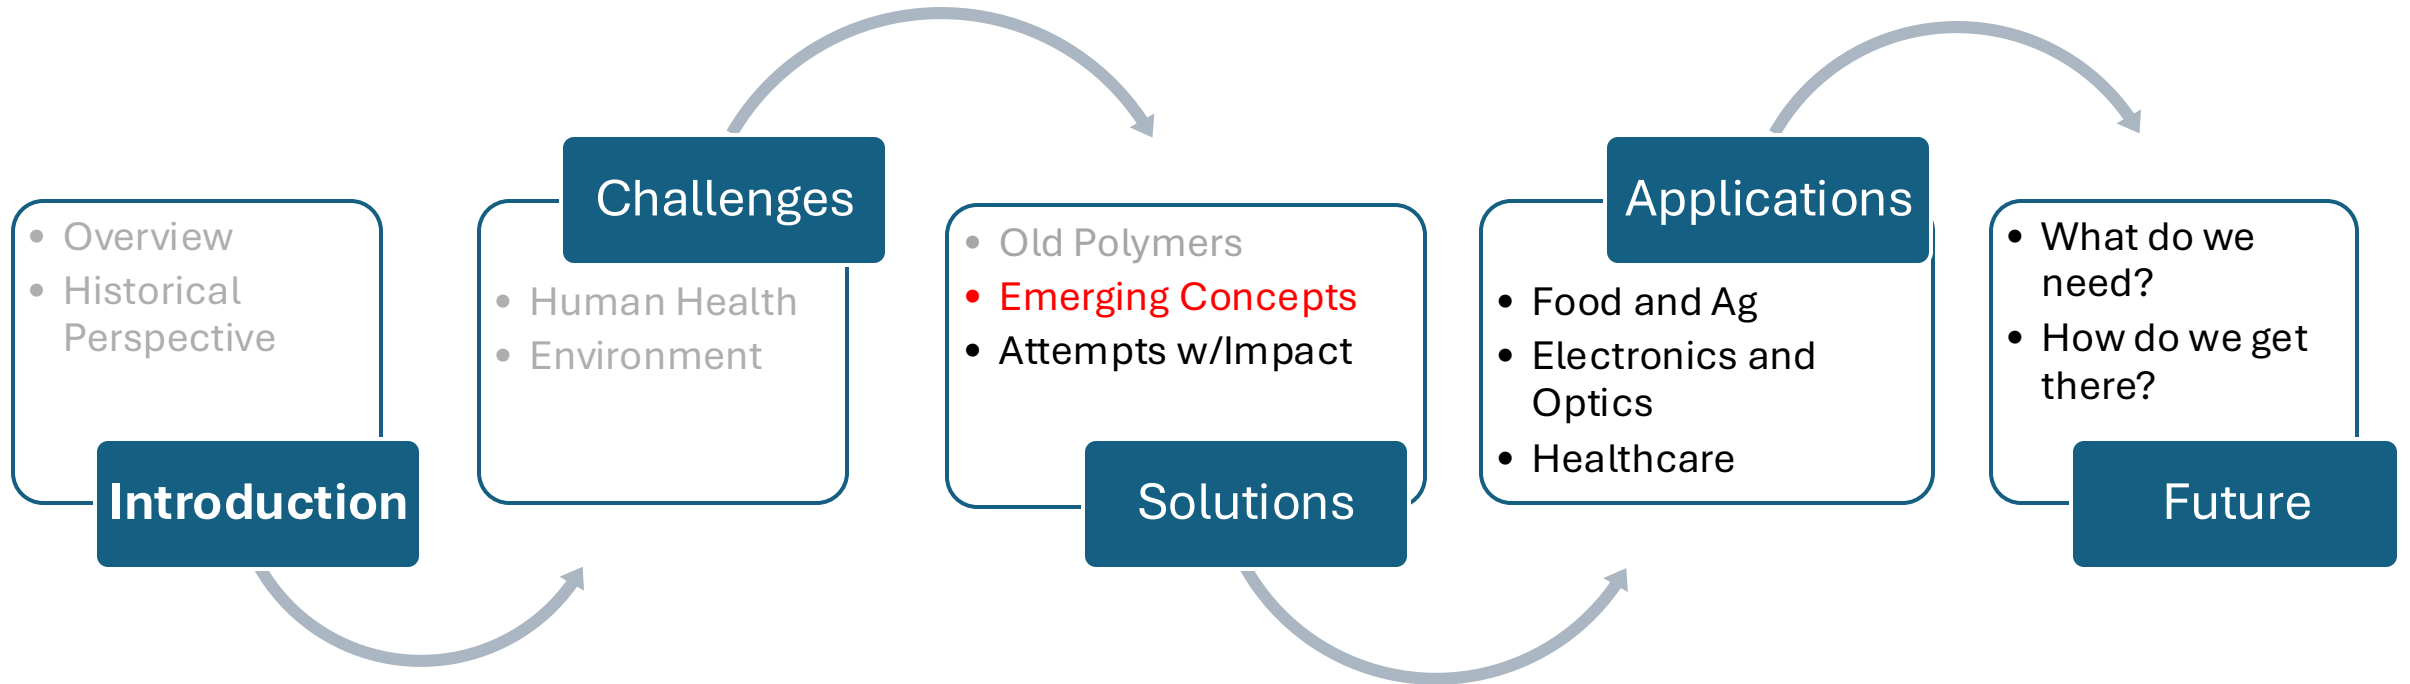 • Overview
• Historical
Perspective
Introduction
Challenges
• Human Health
• Environment
• Old Polymers
• Emerging Concepts
• Attempts w/Impact
Solutions
Applications
• Food and Ag
• Electronics and
Optics
• Healthcare
• What do we
need?
• How do we get
there?
Future